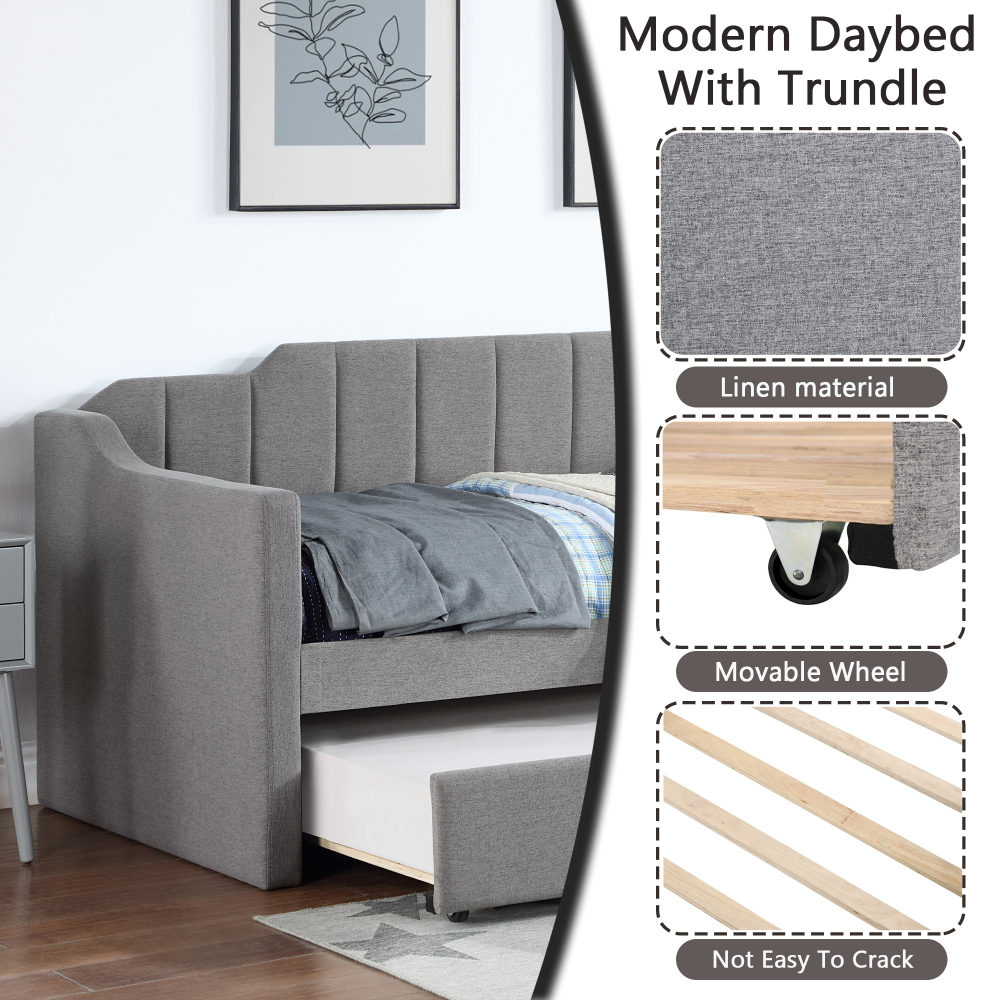 Modern Daybed
With Trundle
Linen material
Movable Wheel
Not Easy To Crack